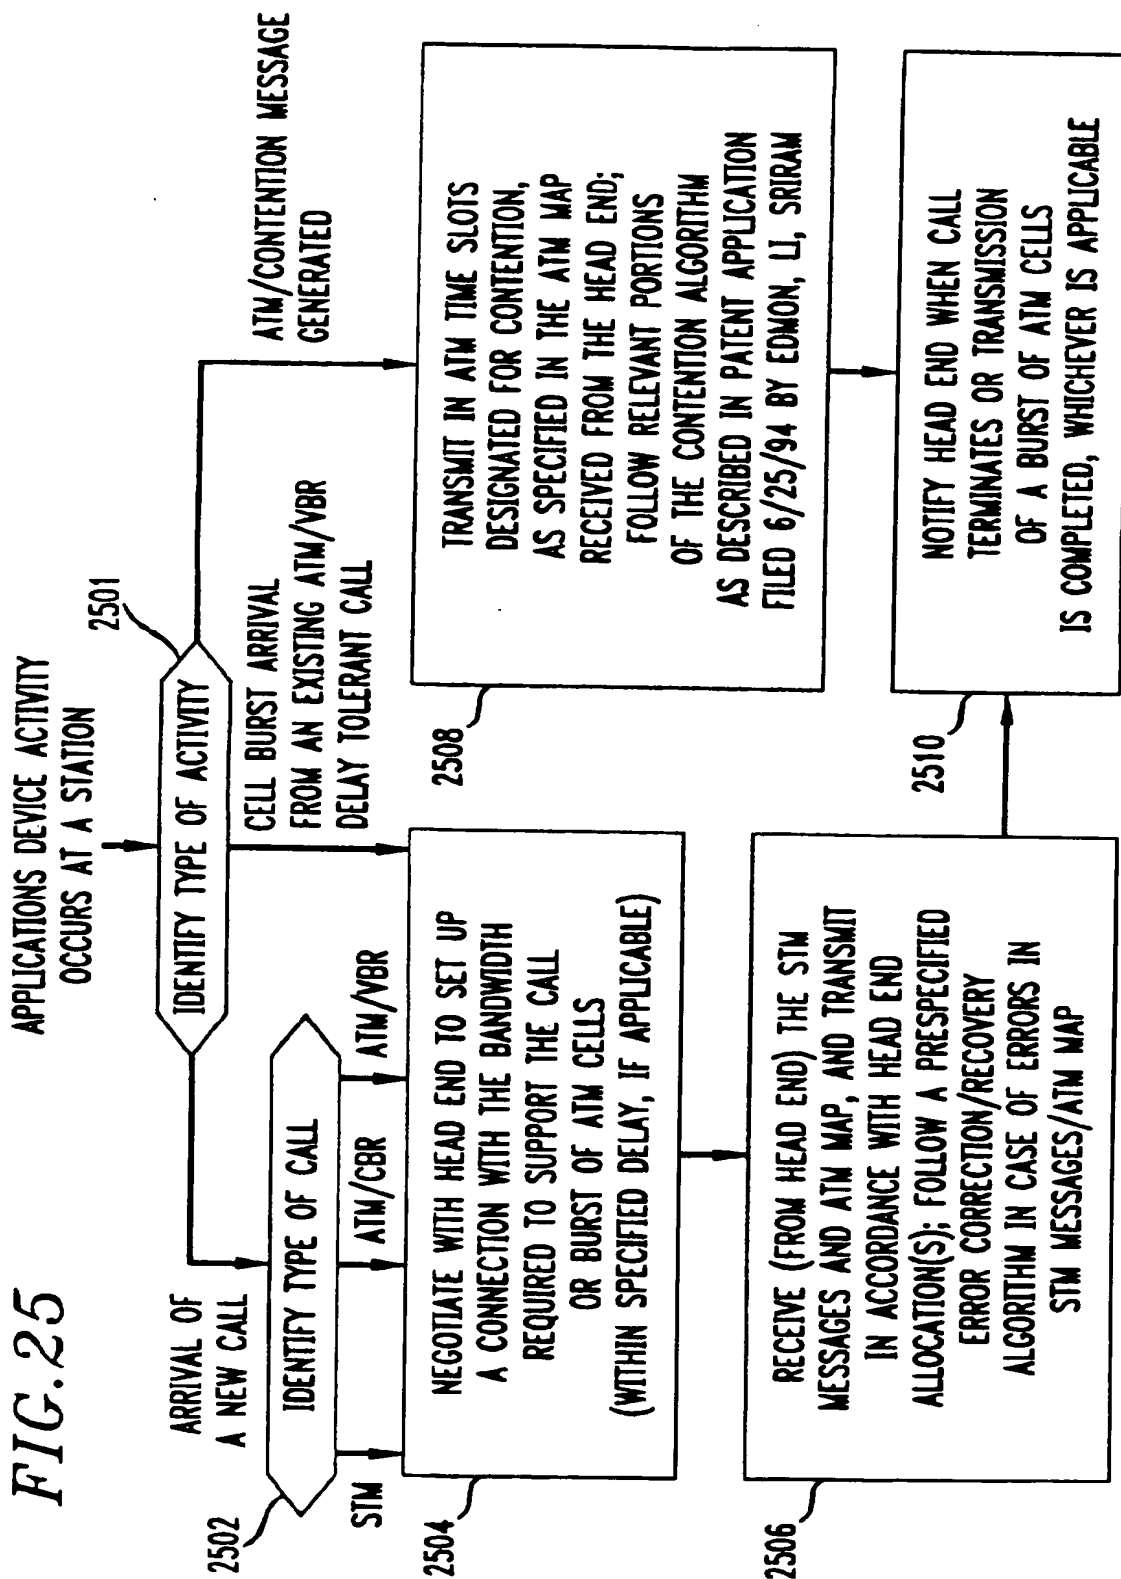 FIG. 25
APPLICATIONS DEVICE ACTIVITY
OCCURS AT A STATION
2501
IDENTIFY TYPE OF ACTIVITY
ARRIVAL OF
A NEW CALL
CELL BURST ARRIVAL
FROM AN EXISTING ATM/VBR
DELAY TOLERANT CALL
ATM/CONTENTION MESSAGE
GENERATED
2502
IDENTIFY TYPE OF CALL
STM
ATM/CBR
ATM/VBR
2504
NEGOTIATE WITH HEAD END TO SET UP
A CONNECTION WITH THE BANDWIDTH
REQUIRED TO SUPPORT THE CALL
OR BURST OF ATM CELLS
(WITHIN SPECIFIED DELAY, IF APPLICABLE)
2508
TRANSMIT IN ATM TIME SLOTS
DESIGNATED FOR CONTENTION,
AS SPECIFIED IN THE ATM MAP
RECEIVED FROM THE HEAD END;
FOLLOW RELEVANT PORTIONS
OF THE CONTENTION ALGORITHM
AS DESCRIBED IN PATENT APPLICATION
FILED 6/25/94 BY EDMON, LI, SRIRAM
2506
RECEIVE (FROM HEAD END) THE STM
MESSAGES AND ATM MAP, AND TRANSMIT
IN ACCORDANCE WITH HEAD END
ALLOCATION(S); FOLLOW A PRESPECIFIED
ERROR CORRECTION/RECOVERY
ALGORITHM IN CASE OF ERRORS IN
STM MESSAGES/ATM MAP
2510
NOTIFY HEAD END WHEN CALL
TERMINATES OR TRANSMISSION
OF A BURST OF ATM CELLS
IS COMPLETED, WHICHEVER IS APPLICABLE